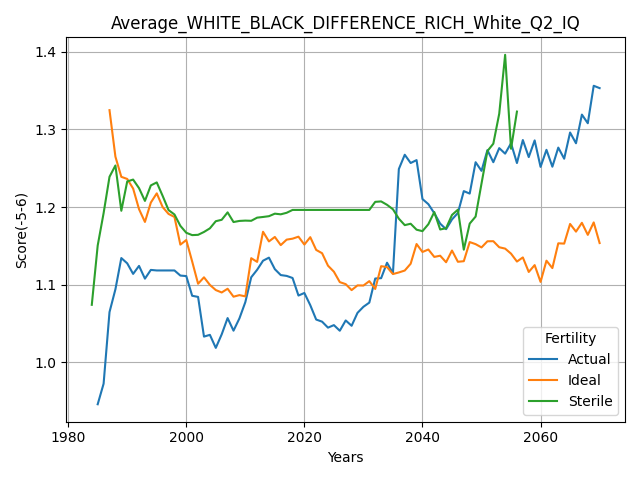 Average_WHITE_BLACK_DIFFERENCE_RICH_White_Q2_IQ
1.4
1.3
1.2
1.1
1.0
Score(-5-6)
1980
2000
2020
2040
2060
Years
Fertility
Actual
Ideal
Sterile